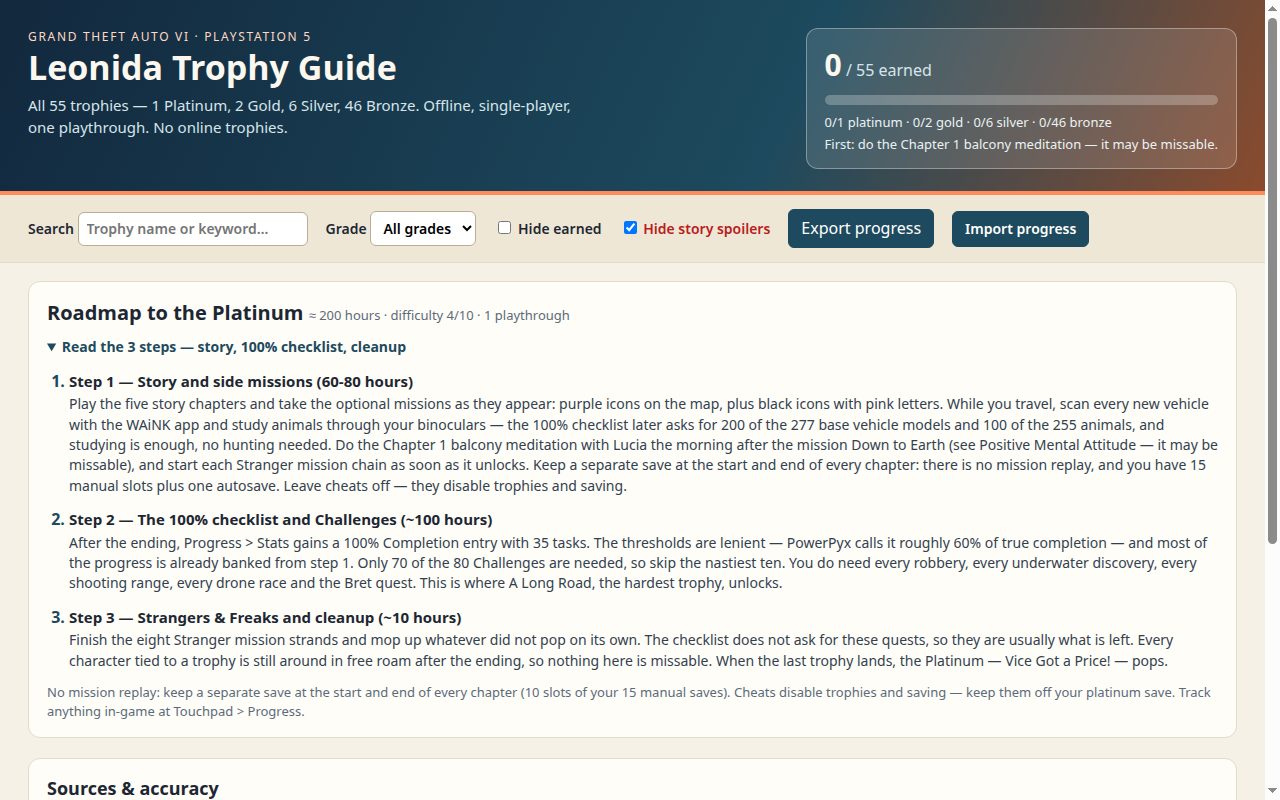 GRAND THEFT AUTO VI · PLAYSTATION 5
Leonida Trophy Guide
All 55 trophies — 1 Platinum, 2 Gold, 6 Silver, 46 Bronze. Offline, single-player,
one playthrough. No online trophies.
0 / 55 earned
0/1 platinum · 0/2 gold · 0/6 silver · 0/46 bronze
First: do the Chapter 1 balcony meditation — it may be missable.
Search Trophy name or keyword... Grade All grades Hide earned Hide story spoilers Export progress Import progress
Roadmap to the Platinum ≈ 200 hours · difficulty 4/10 · 1 playthrough
▼ Read the 3 steps — story, 100% checklist, cleanup
1. Step 1 — Story and side missions (60-80 hours)
Play the five story chapters and take the optional missions as they appear: purple icons on the map, plus black icons with pink letters. While you travel, scan every new vehicle
with the WAiNK app and study animals through your binoculars — the 100% checklist later asks for 200 of the 277 base vehicle models and 100 of the 255 animals, and
studying is enough, no hunting needed. Do the Chapter 1 balcony meditation with Lucia the morning after the mission Down to Earth (see Positive Mental Attitude — it may be
missable), and start each Stranger mission chain as soon as it unlocks. Keep a separate save at the start and end of every chapter: there is no mission replay, and you have 15
manual slots plus one autosave. Leave cheats off — they disable trophies and saving.
2. Step 2 — The 100% checklist and Challenges (~100 hours)
After the ending, Progress > Stats gains a 100% Completion entry with 35 tasks. The thresholds are lenient — PowerPyx calls it roughly 60% of true completion — and most of
the progress is already banked from step 1. Only 70 of the 80 Challenges are needed, so skip the nastiest ten. You do need every robbery, every underwater discovery, every
shooting range, every drone race and the Bret quest. This is where A Long Road, the hardest trophy, unlocks.
3. Step 3 — Strangers & Freaks and cleanup (~10 hours)
Finish the eight Stranger mission strands and mop up whatever did not pop on its own. The checklist does not ask for these quests, so they are usually what is left. Every
character tied to a trophy is still around in free roam after the ending, so nothing here is missable. When the last trophy lands, the Platinum — Vice Got a Price! — pops.
No mission replay: keep a separate save at the start and end of every chapter (10 slots of your 15 manual saves). Cheats disable trophies and saving — keep them off your platinum save. Track
anything in-game at Touchpad > Progress.
Sources & accuracy